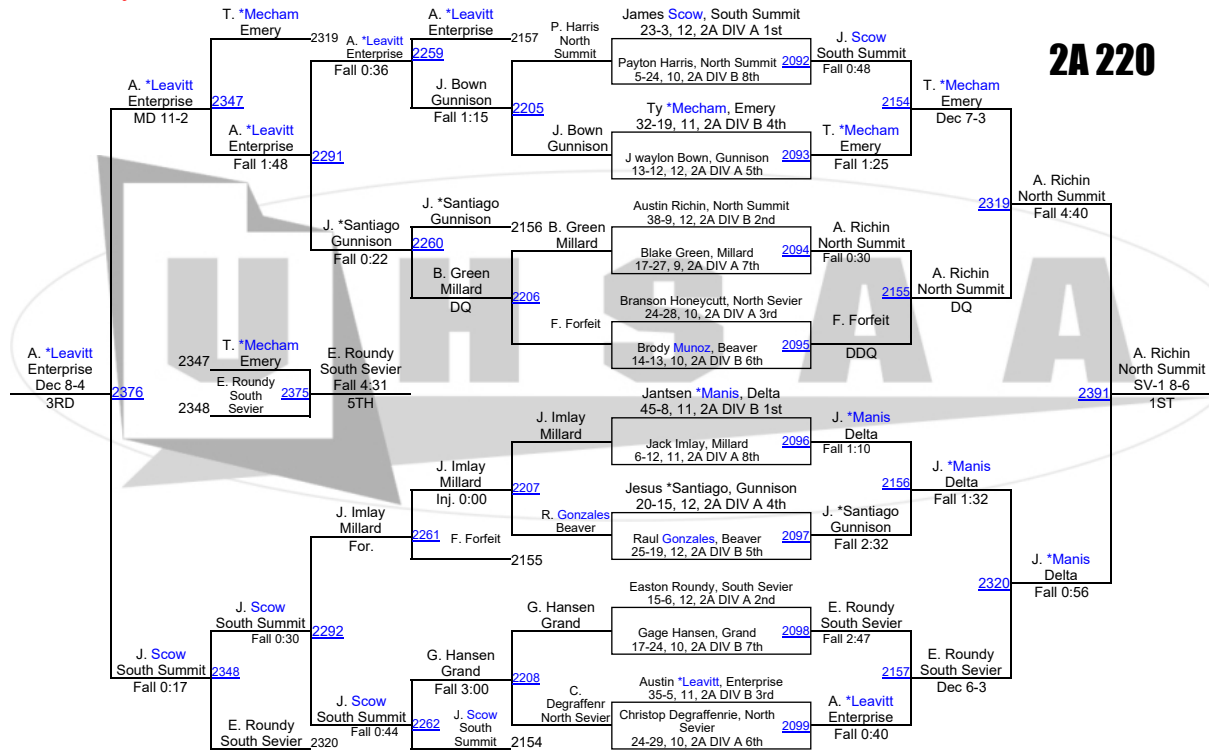 2A 220
T. *Mecham
Emery
2319
A. *Leavitt
Enterprise
MD 11-2
2347
A. *Leavitt
Enterprise
Fall 1:48
A. *Leavitt
Enterprise
Fall 0:36
2291
J. *Santiago
Gunnison
Fall 0:22
A. *Leavitt
Enterprise
2157
2259
J. Bown
Gunnison
Fall 1:15
2205
P. Harris
North
Summit
J. Bown
Gunnison
J. *Santiago
Gunnison
2156
2260
B. Green
Millard
DQ
2206
B. Green
Millard
F. Forfeit
James Scow, South Summit
23-3, 12, 2A DIV A 1st
Payton Harris, North Summit
5-24, 10, 2A DIV B 8th
2092
Ty *Mecham, Emery
32-19, 11, 2A DIV B 4th
J waylon Bown, Gunnison
13-12, 12, 2A DIV A 5th
2093
Austin Richin, North Summit
38-9, 12, 2A DIV B 2nd
Blake Green, Millard
17-27, 9, 2A DIV A 7th
2094
Branson Honeycutt, North Sevier
24-28, 10, 2A DIV A 3rd
Brody Munoz, Beaver
14-13, 10, 2A DIV B 6th
2095
Jantsen *Manis, Delta
45-8, 11, 2A DIV B 1st
Jack Imlay, Millard
6-12, 11, 2A DIV A 8th
2096
Jesus *Santiago, Gunnison
20-15, 12, 2A DIV A 4th
Raul Gonzales, Beaver
25-19, 12, 2A DIV B 5th
2097
Easton Roundy, South Sevier
15-6, 12, 2A DIV A 2nd
Gage Hansen, Grand
17-24, 10, 2A DIV B 7th
2098
Austin *Leavitt, Enterprise
35-5, 11, 2A DIV B 3rd
Christop Degraffenrie, North
Sevier
24-29, 10, 2A DIV A 6th
2099
J. Scow
South Summit
Fall 0:48
2154
T. *Mecham
Emery
Fall 1:25
T. *Mecham
Emery
Dec 7-3
A. Richin
North Summit
Fall 0:30
2155
F. Forfeit
DDQ
A. Richin
North Summit
DQ
2319
A. Richin
North Summit
Fall 4:40
J. *Manis
Delta
Fall 1:10
2156
J. *Santiago
Gunnison
Fall 2:32
J. *Manis
Delta
Fall 1:32
E. Roundy
South Sevier
Fall 2:47
2157
A. *Leavitt
Enterprise
Fall 0:40
E. Roundy
South Sevier
Dec 6-3
2320
J. *Manis
Delta
Fall 0:56
2391
A. Richin
North Summit
SV-1 8-6
1ST
UHSAA
A. *Leavitt
Enterprise
Dec 8-4
3RD
2376
2347
T. *Mecham
Emery
E. Roundy
South
Sevier
2348
2375
E. Roundy
South Sevier
Fall 4:31
5TH
J. Imlay
Millard
2207
R. Gonzales
Beaver
J. Imlay
Millard
Inj. 0:00
2261
F. Forfeit
2155
J. Imlay
Millard
For.
J. Scow
South Summit
Fall 0:30
2292
J. Scow
South Summit
Fall 0:17
2348
G. Hansen
Grand
2208
C.
Degraffenr
North Sevier
G. Hansen
Grand
Fall 3:00
J. Scow
South Summit
Fall 0:44
2262
J. Scow
South
Summit
2154
E. Roundy
South Sevier
2320